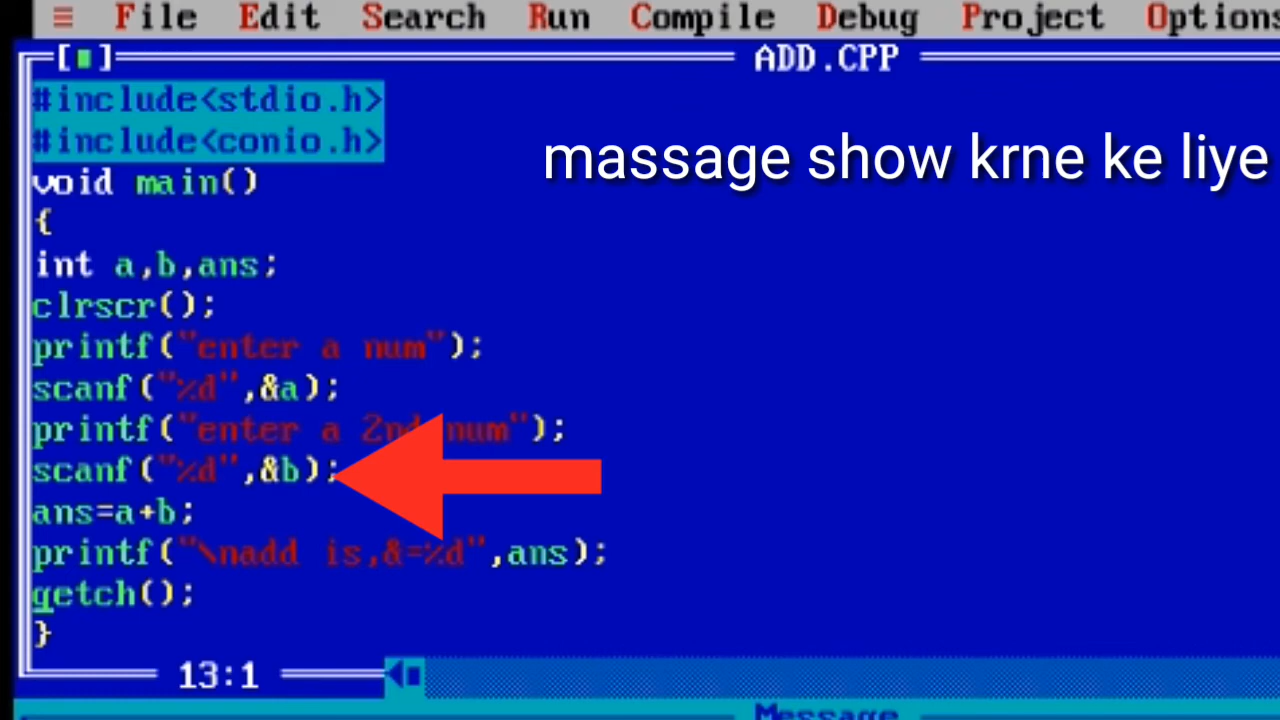 ≡ File Edit Search Run Compile Debug Project Options
[■] ADD.CPP
#include<stdio.h>
#include<conio.h>
massage show krne ke liye
void main()
{
int a,b,ans;
clrscr();
printf("enter a num");
scanf("%d",&a);
printf("enter a 2nd num");
scanf("%d",&b);
ans=a+b;
printf("\nadd is,&=%d",ans);
getch();
}
13:1
Message